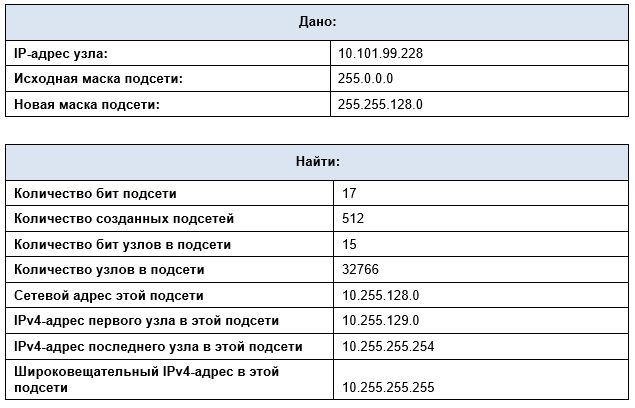 Дано:
IP-адрес узла: 10.101.99.228
Исходная маска подсети: 255.0.0.0
Новая маска подсети: 255.255.128.0
Найти:
Количество бит подсети 17
Количество созданных подсетей 512
Количество бит узлов в подсети 15
Количество узлов в подсети 32766
Сетевой адрес этой подсети 10.255.128.0
IPv4-адрес первого узла в этой подсети 10.255.129.0
IPv4-адрес последнего узла в этой подсети 10.255.255.254
Широковещательный IPv4-адрес в этой
подсети 10.255.255.255